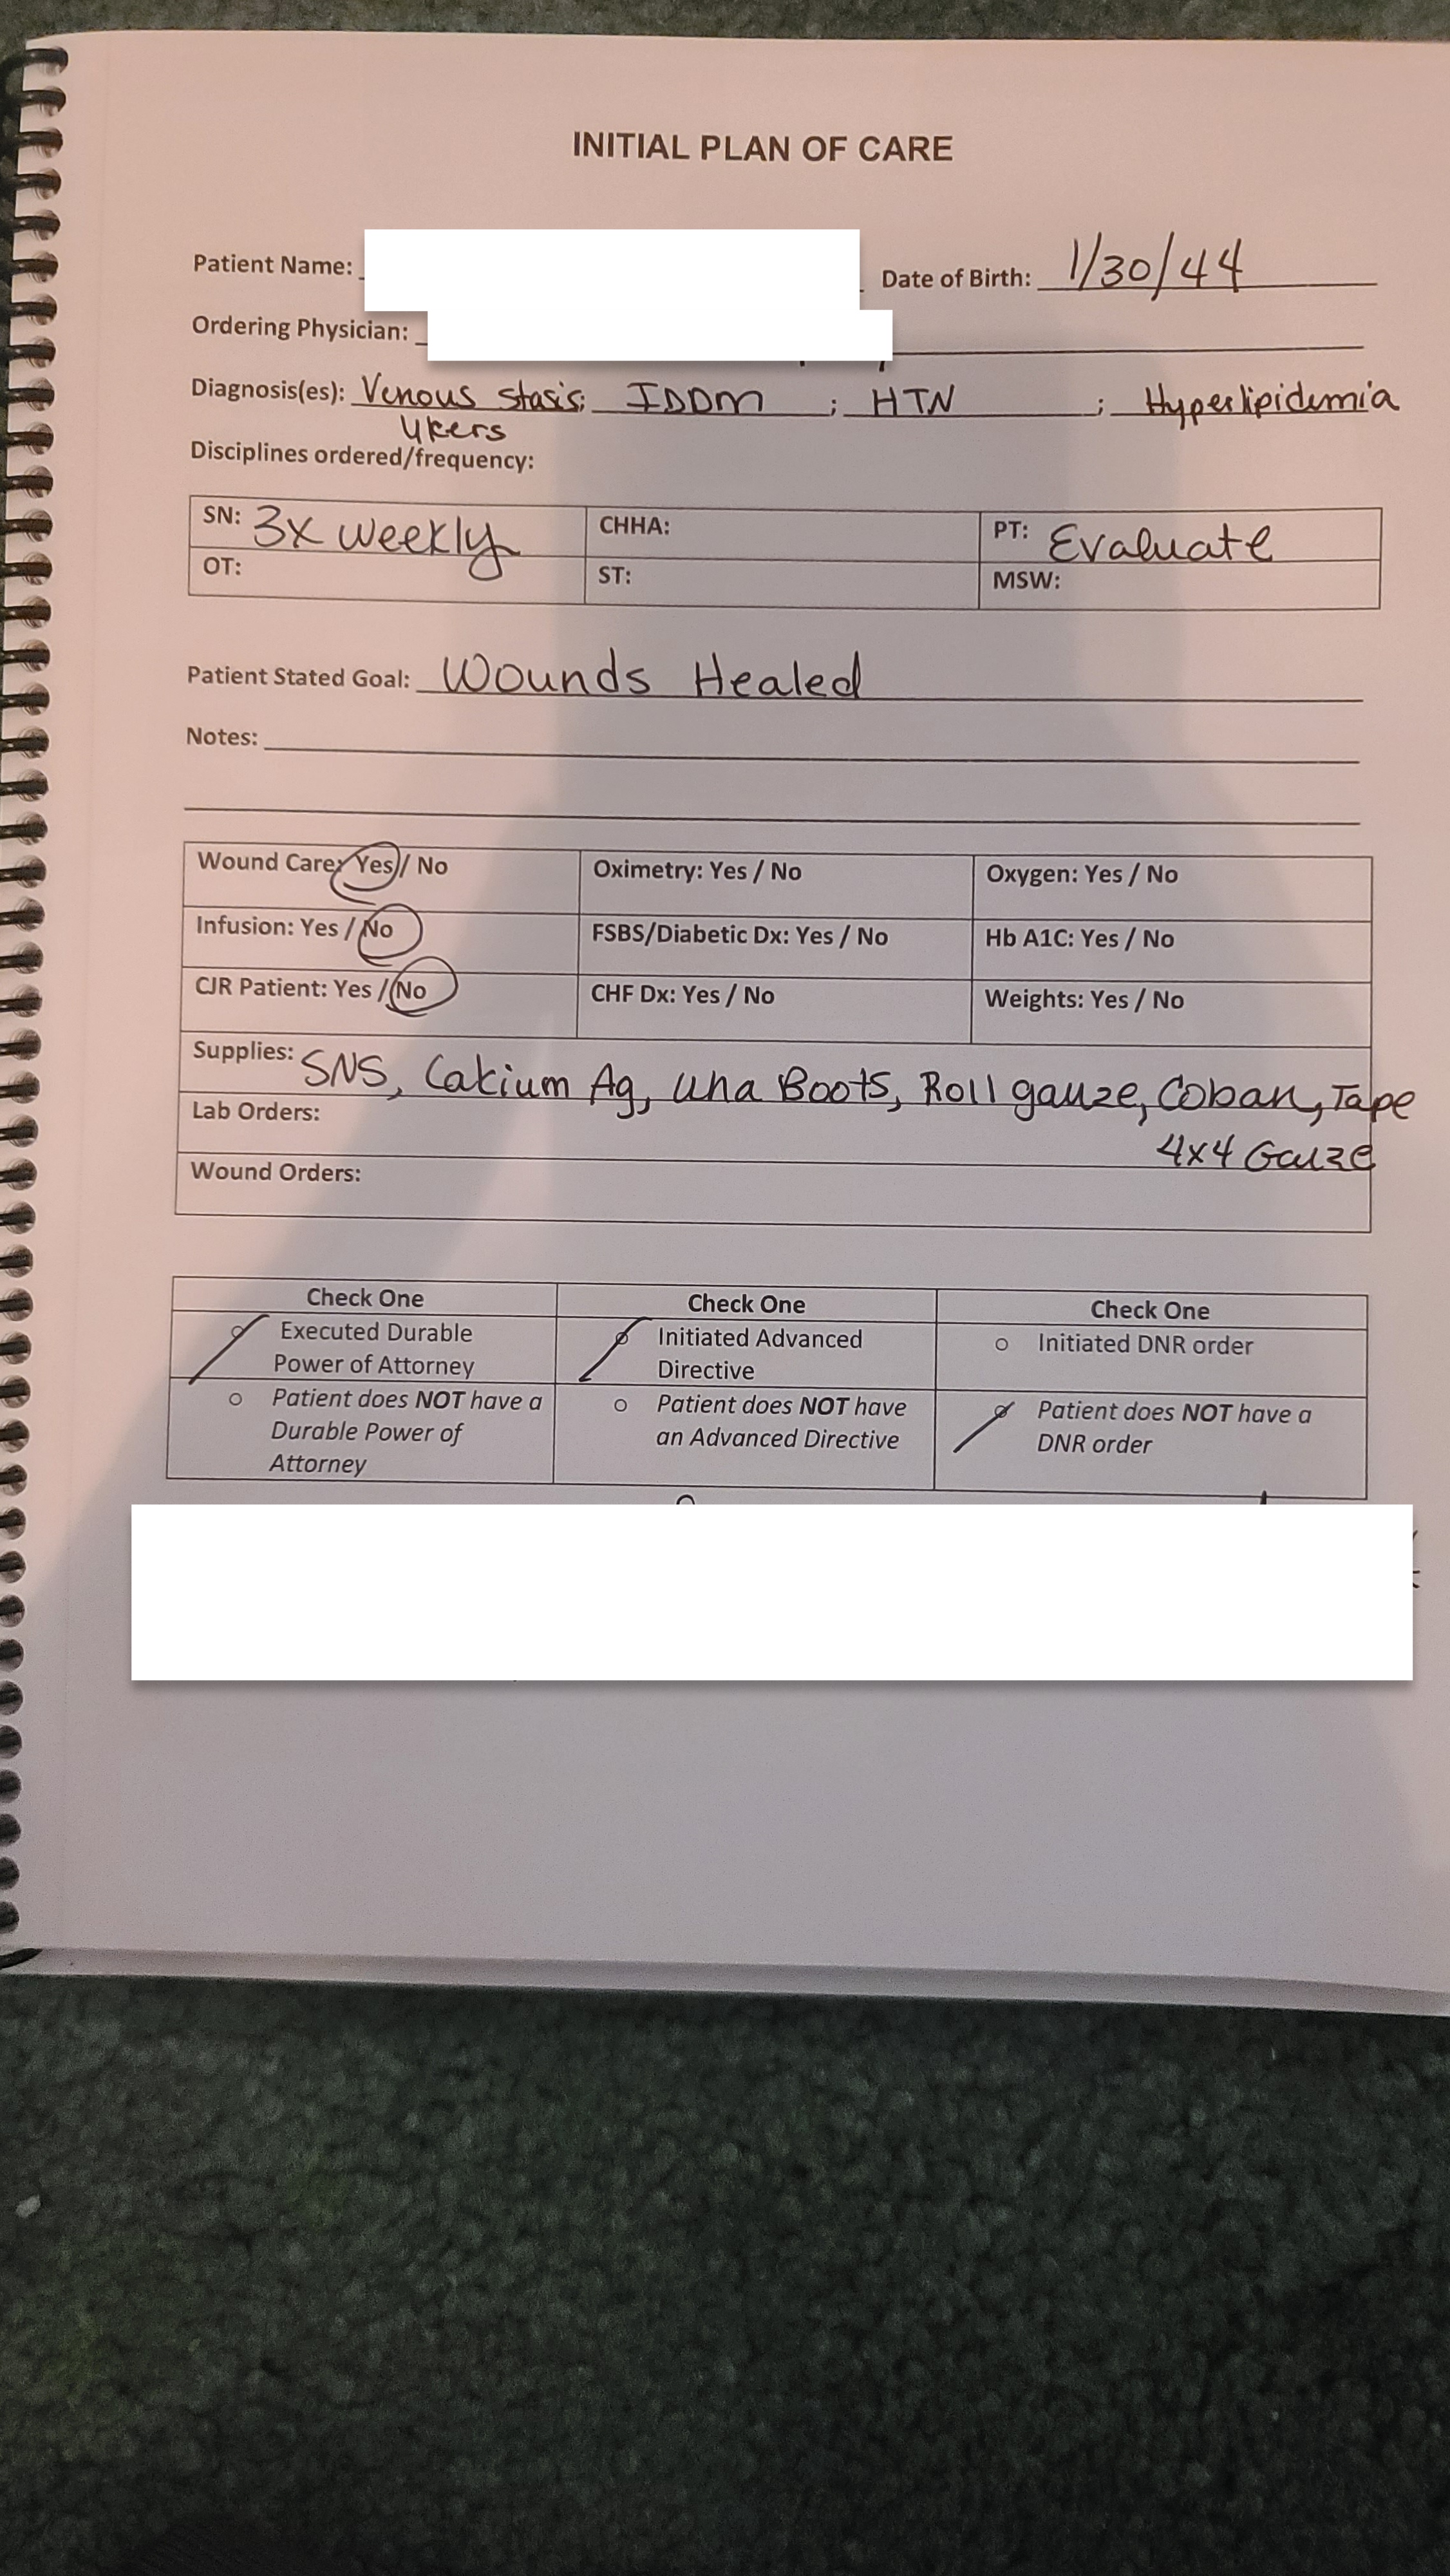 INITIAL PLAN OF CARE
Patient Name: Date of Birth: 1/30/44
Ordering Physician:
Diagnosis(es): Venous stasis; IDDM ; HTN ; Hyperlipidemia
Ulcers
Disciplines ordered/frequency:
SN: 3x weekly CHHA: PT: Evaluate
OT: ST: MSW:
Patient Stated Goal: Wounds Healed
Notes:
Wound Care: Yes / No Oximetry: Yes / No Oxygen: Yes / No
Infusion: Yes / No FSBS/Diabetic Dx: Yes / No Hb A1C: Yes / No
CJR Patient: Yes / No CHF Dx: Yes / No Weights: Yes / No
Supplies: SNS, Calcium Ag, Una Boots, Roll gauze, Coban, Tape
Lab Orders:
4x4 Gauze
Wound Orders:
Check One Check One Check One
Executed Durable Initiated Advanced Initiated DNR order
Power of Attorney Directive
Patient does NOT have a Patient does NOT have Patient does NOT have a
Durable Power of an Advanced Directive DNR order
Attorney